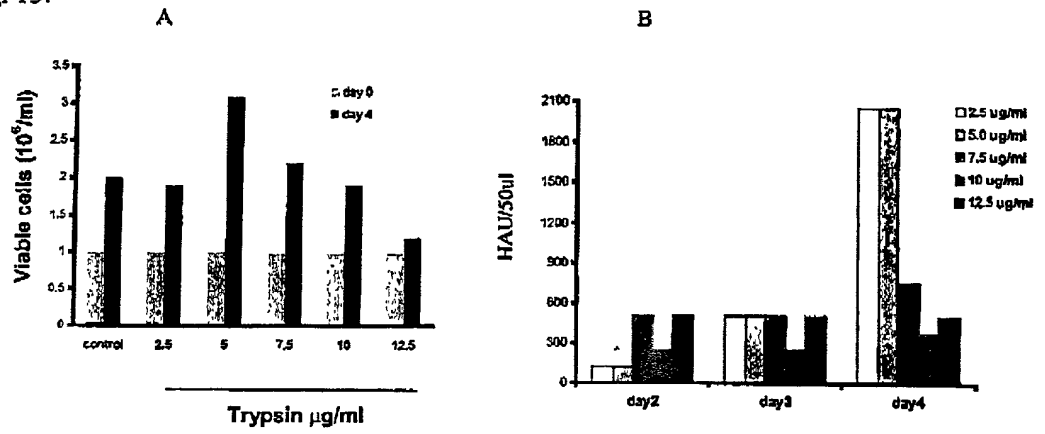 A
Viable cells (10⁶/ml)
3.5
3
2.5
2
1.5
1
0.5
0
day 0
day 4
control 2.5 5 7.5 10 12.5
Trypsin µg/ml
B
HAU/50ul
2100
1800
1500
1200
900
600
300
0
2.5 ug/ml
5.0 ug/ml
7.5 ug/ml
10 ug/ml
12.5 ug/ml
day2 day3 day4